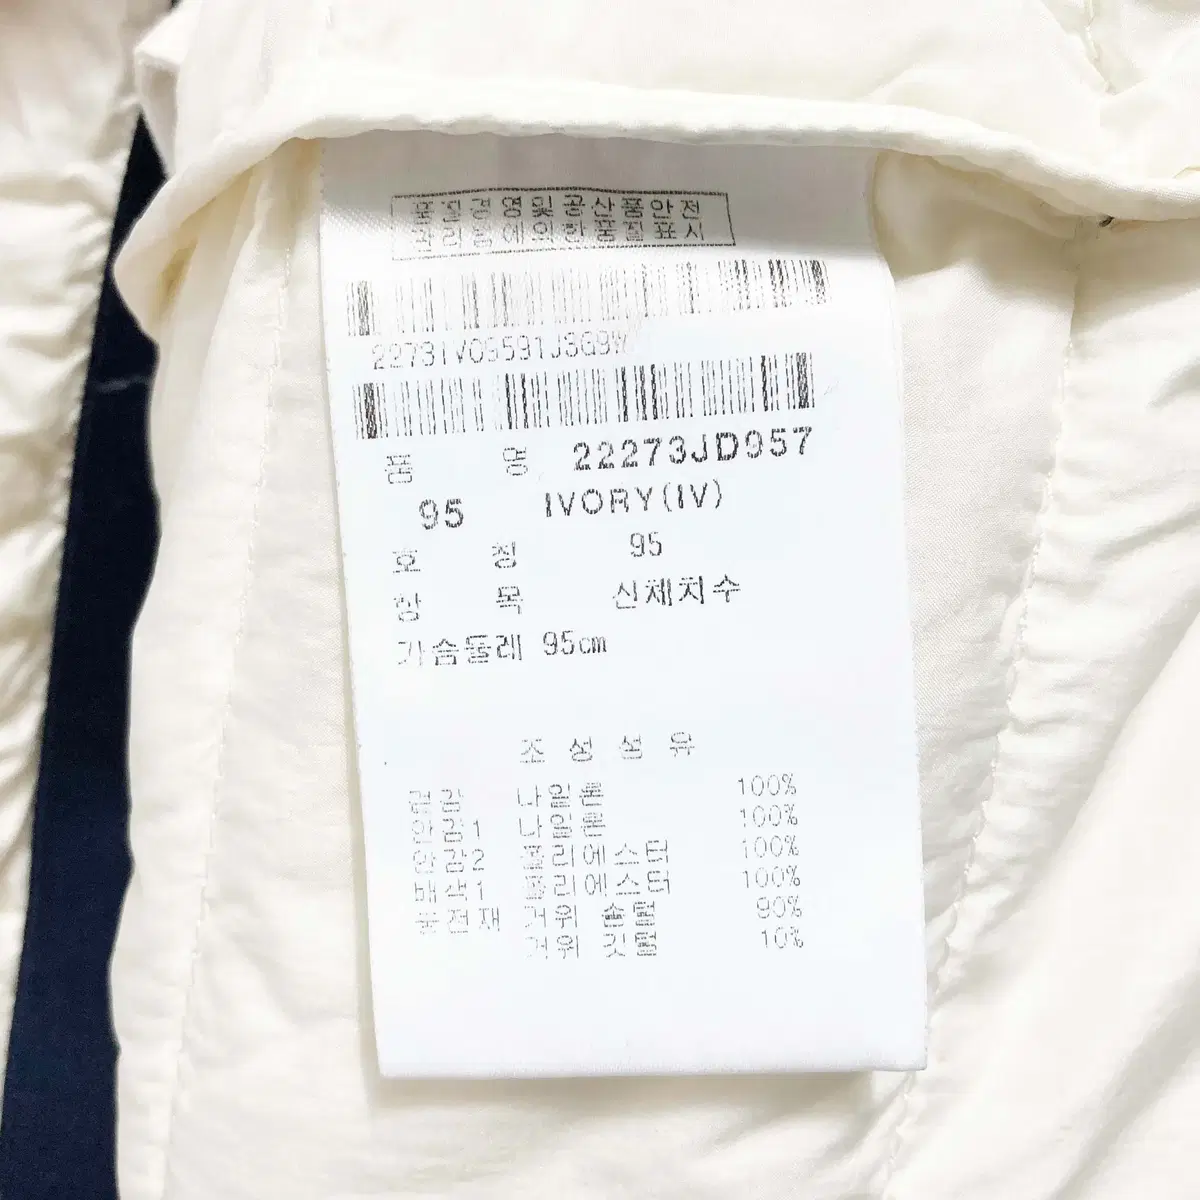 품질경영및공산품안전
관리법에의한품질표시
2273IV09591J3G9W
품 명 22273JD957
95 IVORY(IV)
호 칭 95
항 목 신체치수
가슴둘레 95cm
조 성 섬 유
겉감 나일론 100%
안감1 나일론 100%
안감2 폴리에스터 100%
배색1 폴리에스터 100%
충전재 거위 솜털 90%
거위 깃털 10%